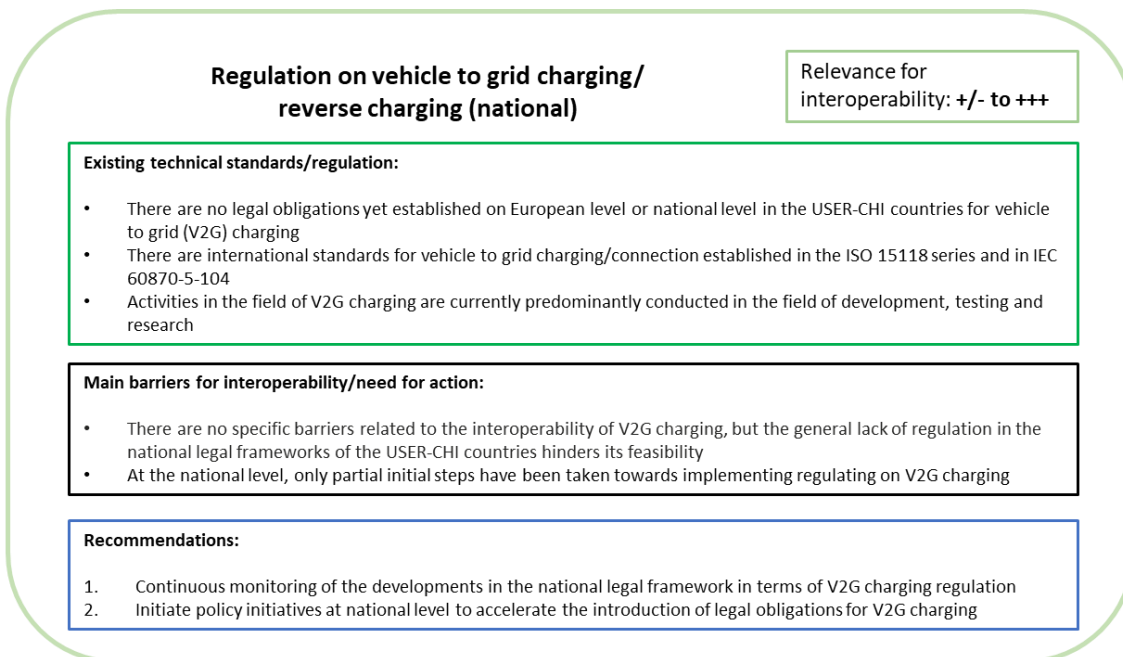 Regulation on vehicle to grid charging/
reverse charging (national)
Relevance for
interoperability: +/- to +++
Existing technical standards/regulation:
• There are no legal obligations yet established on European level or national level in the USER-CHI countries for vehicle
to grid (V2G) charging
• There are international standards for vehicle to grid charging/connection established in the ISO 15118 series and in IEC
60870-5-104
• Activities in the field of V2G charging are currently predominantly conducted in the field of development, testing and
research
Main barriers for interoperability/need for action:
• There are no specific barriers related to the interoperability of V2G charging, but the general lack of regulation in the
national legal frameworks of the USER-CHI countries hinders its feasibility
• At the national level, only partial initial steps have been taken towards implementing regulating on V2G charging
Recommendations:
1. Continuous monitoring of the developments in the national legal framework in terms of V2G charging regulation
2. Initiate policy initiatives at national level to accelerate the introduction of legal obligations for V2G charging